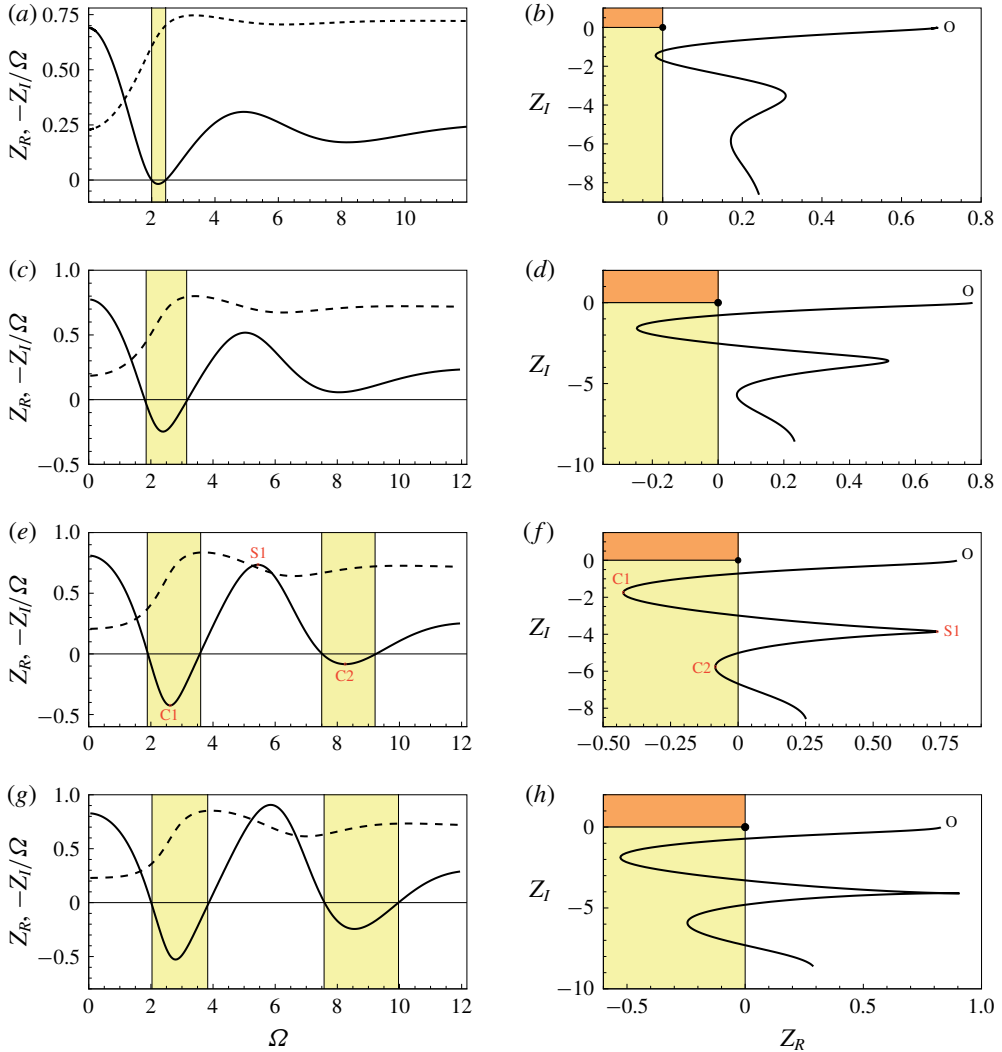 (a)
0.75
0.50
0.25
0
Z_R, −Z_I/Ω
2 4 6 8 10
(b)
0
−2
−4
−6
−8
Z_I
O
0 0.2 0.4 0.6 0.8
(c)
1.0
0.5
0
−0.5
Z_R, −Z_I/Ω
0 2 4 6 8 10 12
(d)
0
−5
−10
Z_I
O
−0.2 0 0.2 0.4 0.6 0.8
(e)
1.0
0.5
0
−0.5
Z_R, −Z_I/Ω
S1
C1
C2
0 2 4 6 8 10 12
(f)
0
−2
−4
−6
−8
Z_I
O
C1
S1
C2
−0.50 −0.25 0 0.25 0.50 0.75
(g)
1.0
0.5
0
−0.5
Z_R, −Z_I/Ω
0 2 4 6 8 10 12
Ω
(h)
0
−5
−10
Z_I
O
−0.5 0 0.5 1.0
Z_R